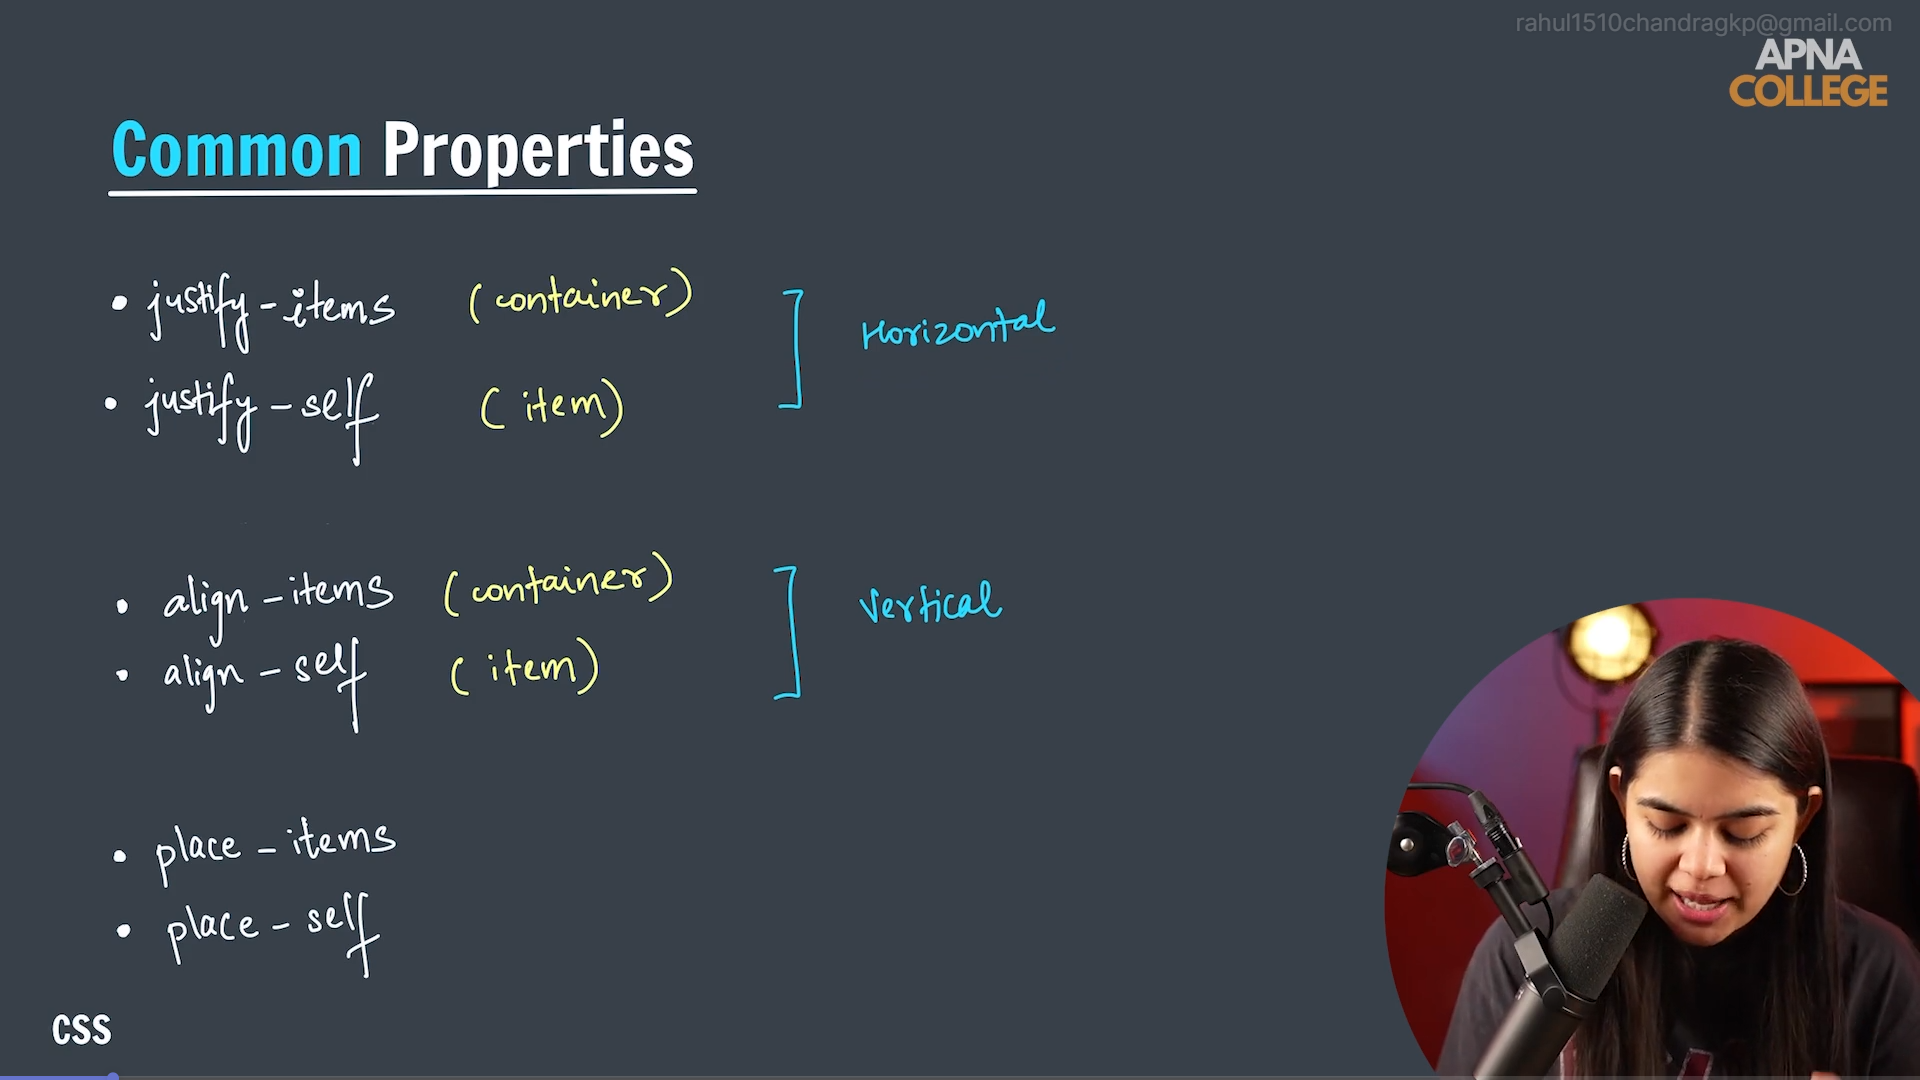 rahul1510chandragkp@gmail.com
APNA
COLLEGE
Common Properties
• justify-items (container)
Horizontal
• justify-self (item)
• align-items (container)
Vertical
• align-self (item)
• place-items
• place-self
CSS